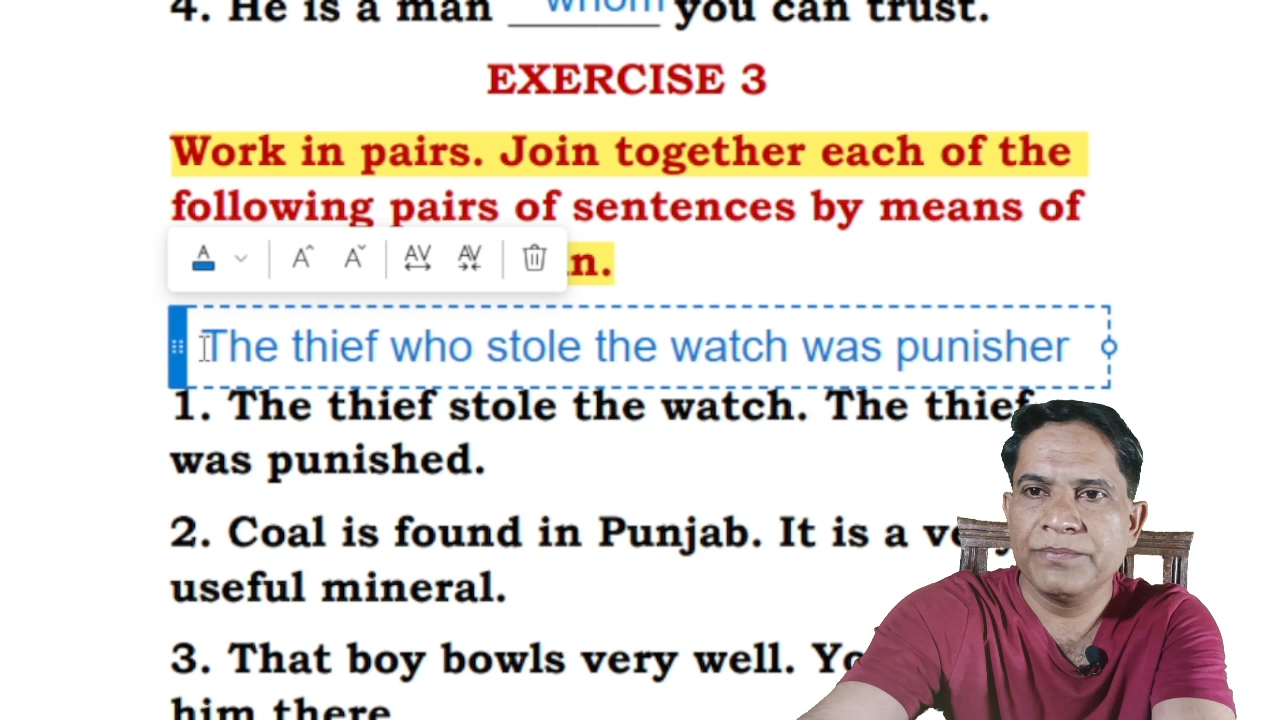 4. He is a man whom you can trust.
EXERCISE 3
Work in pairs. Join together each of the
following pairs of sentences by means of
n.
The thief who stole the watch was punisher
1. The thief stole the watch. The thief
was punished.
2. Coal is found in Punjab. It is a
useful mineral.
3. That boy bowls very well.
him there